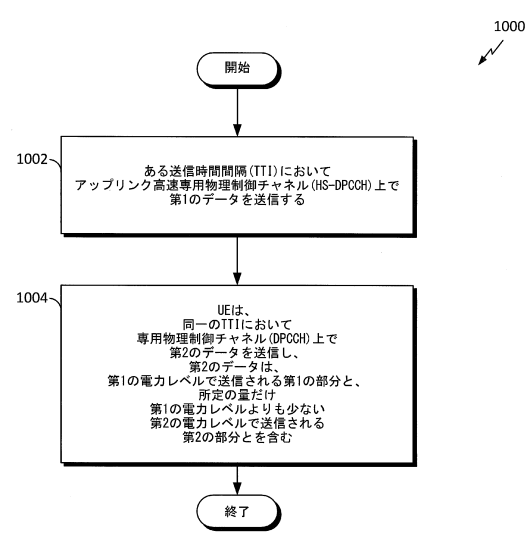 1000
開始
1002
ある送信時間間隔(TTI)において
アップリンク高速専用物理制御チャネル(HS-DPCCH)上で
第1のデータを送信する
1004
UEは、
同一のTTIにおいて
専用物理制御チャネル(DPCCH)上で
第2のデータを送信し、
第2のデータは、
第1の電力レベルで送信される第1の部分と、
所定の量だけ
第1の電力レベルよりも少ない
第2の電力レベルで送信される
第2の部分とを含む
終了